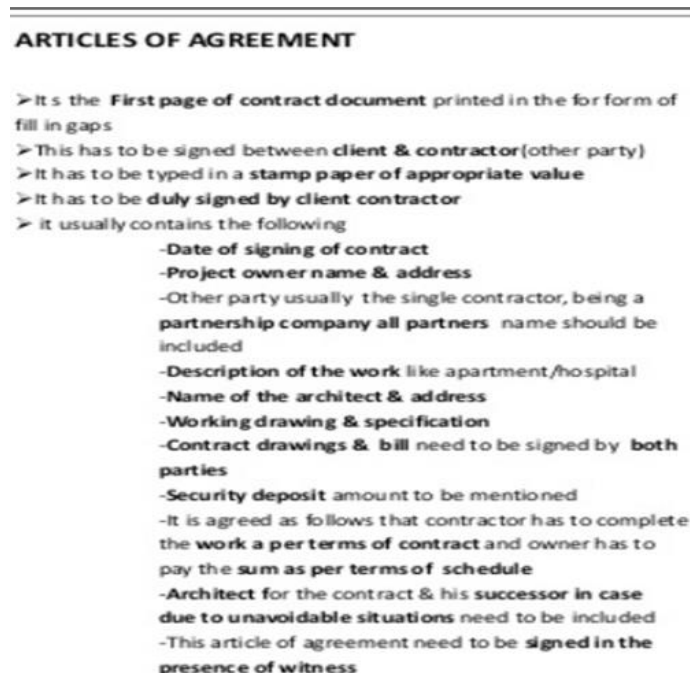 ARTICLES OF AGREEMENT
➢It s the First page of contract document printed in the for form of
fill in gaps
➢This has to be signed between client & contractor(other party)
➢It has to be typed in a stamp paper of appropriate value
➢It has to be duly signed by client contractor
➢ it usually contains the following
-Date of signing of contract
-Project owner name & address
-Other party usually the single contractor, being a
partnership company all partners name should be
included
-Description of the work like apartment/hospital
-Name of the architect & address
-Working drawing & specification
-Contract drawings & bill need to be signed by both
parties
-Security deposit amount to be mentioned
-It is agreed as follows that contractor has to complete
the work a per terms of contract and owner has to
pay the sum as per terms of schedule
-Architect for the contract & his successor in case
due to unavoidable situations need to be included
-This article of agreement need to be signed in the
presence of witness